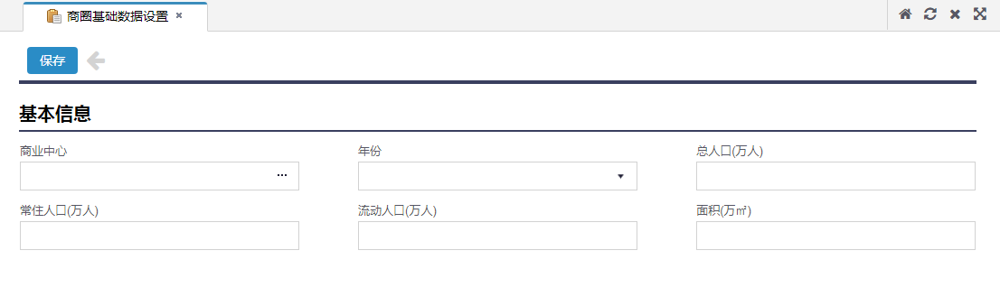 商圈基础数据设置
保存
基本信息
商业中心 年份 总人口(万人)
常住人口(万人) 流动人口(万人) 面积(万㎡)